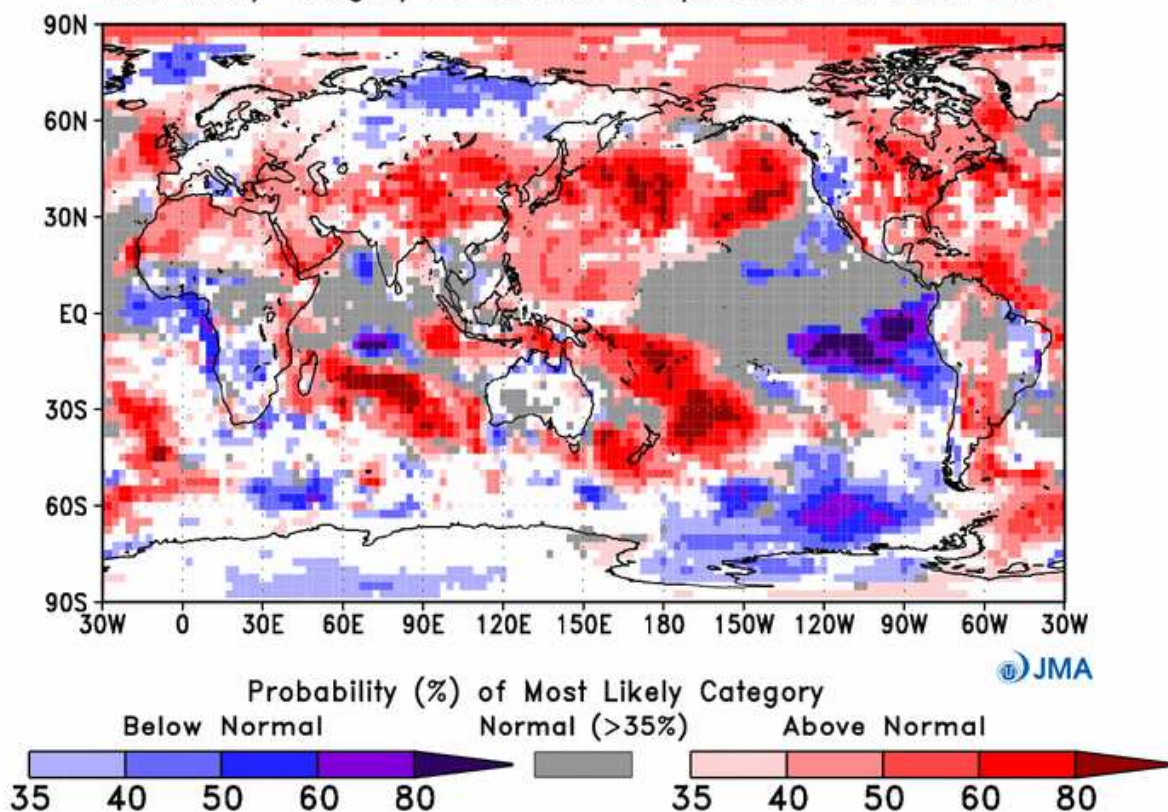 90N
60N
30N
EQ
30S
60S
90S
30W 0 30E 60E 90E 120E 150E 180 150W 120W 90W 60W 30W
JMA
Probability (%) of Most Likely Category
Below Normal Normal (>35%) Above Normal
35 40 50 60 80 35 40 50 60 80